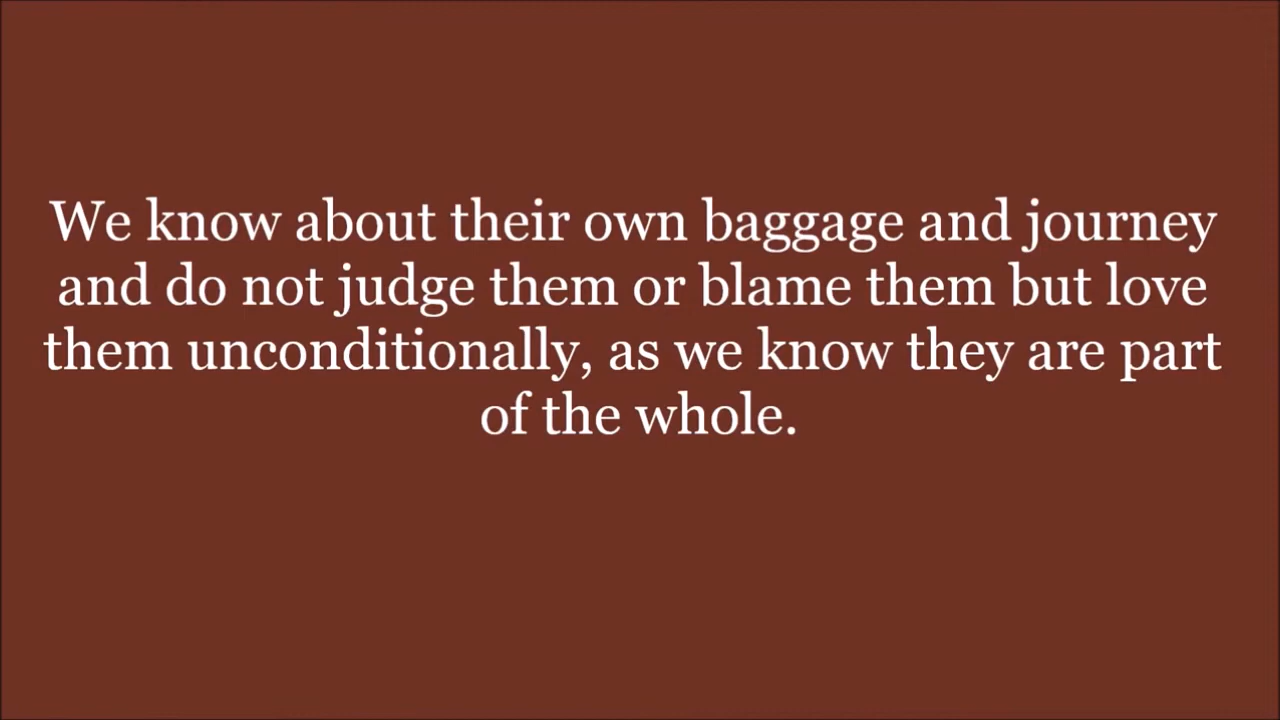 We know about their own baggage and journey
and do not judge them or blame them but love
them unconditionally, as we know they are part
of the whole.